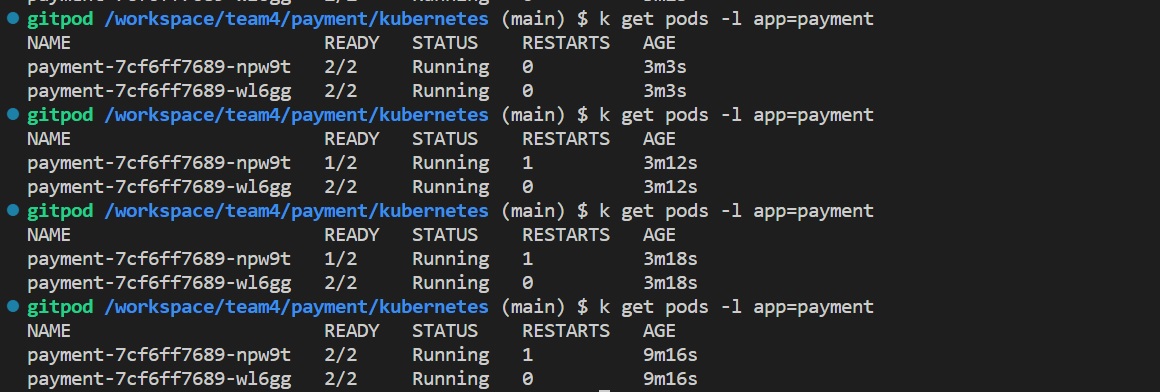 gitpod /workspace/team4/payment/kubernetes (main) $ k get pods -l app=payment
NAME READY STATUS RESTARTS AGE
payment-7cf6ff7689-npw9t 2/2 Running 0 3m3s
payment-7cf6ff7689-wl6gg 2/2 Running 0 3m3s
gitpod /workspace/team4/payment/kubernetes (main) $ k get pods -l app=payment
NAME READY STATUS RESTARTS AGE
payment-7cf6ff7689-npw9t 1/2 Running 1 3m12s
payment-7cf6ff7689-wl6gg 2/2 Running 0 3m12s
gitpod /workspace/team4/payment/kubernetes (main) $ k get pods -l app=payment
NAME READY STATUS RESTARTS AGE
payment-7cf6ff7689-npw9t 1/2 Running 1 3m18s
payment-7cf6ff7689-wl6gg 2/2 Running 0 3m18s
gitpod /workspace/team4/payment/kubernetes (main) $ k get pods -l app=payment
NAME READY STATUS RESTARTS AGE
payment-7cf6ff7689-npw9t 2/2 Running 1 9m16s
payment-7cf6ff7689-wl6gg 2/2 Running 0 9m16s